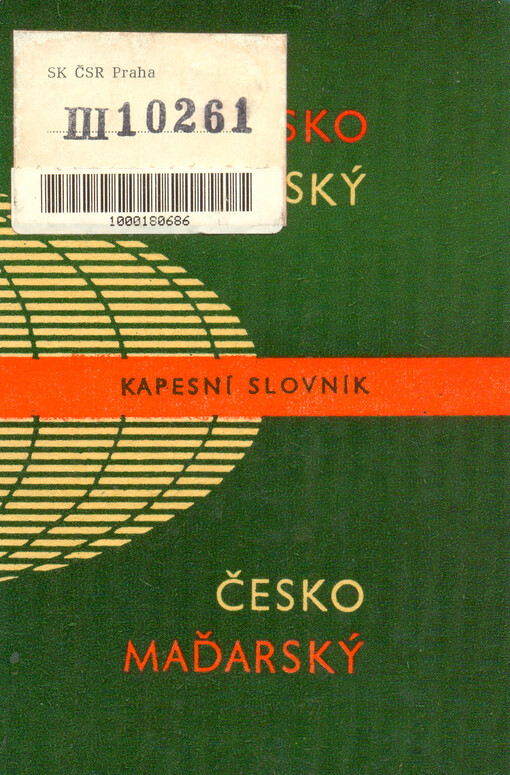 SK ČSR Praha
III 10261
1000180686
SKO
SKÝ
KAPESNÍ SLOVNÍK
ČESKO
MAĎARSKÝ